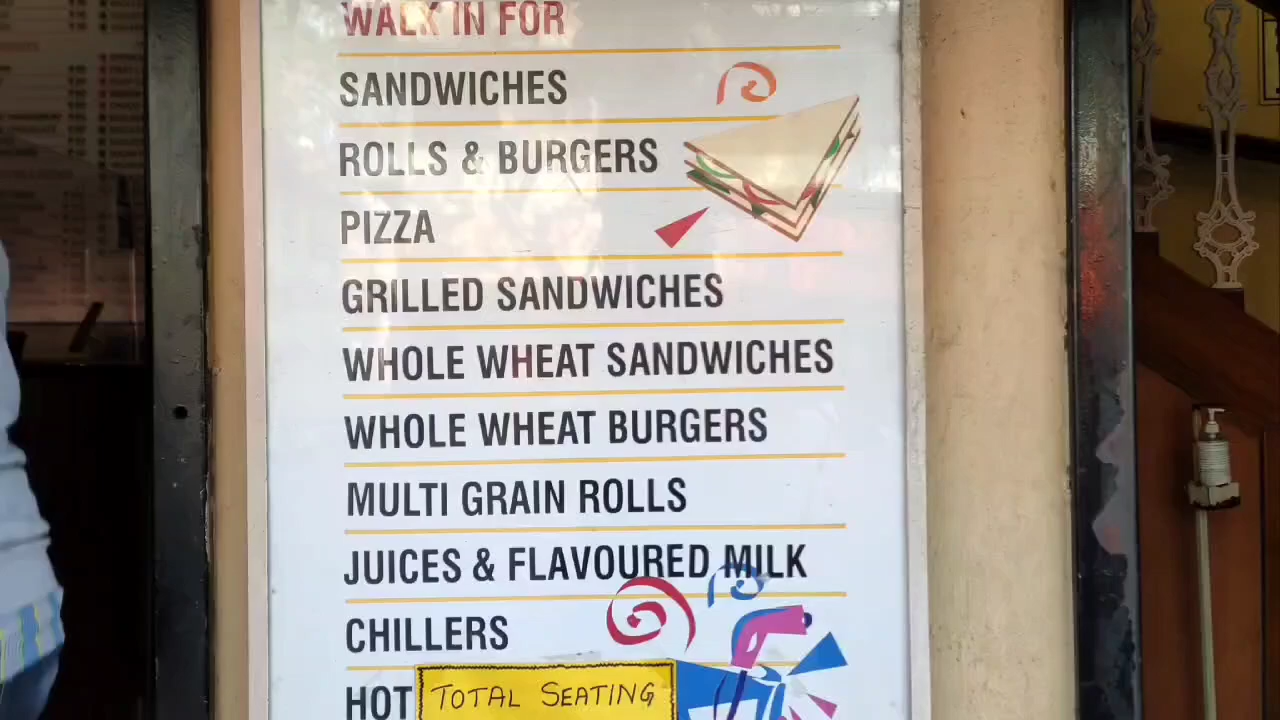 WALK IN FOR
SANDWICHES
ROLLS & BURGERS
PIZZA
GRILLED SANDWICHES
WHOLE WHEAT SANDWICHES
WHOLE WHEAT BURGERS
MULTI GRAIN ROLLS
JUICES & FLAVOURED MILK
CHILLERS
HOT
TOTAL SEATING